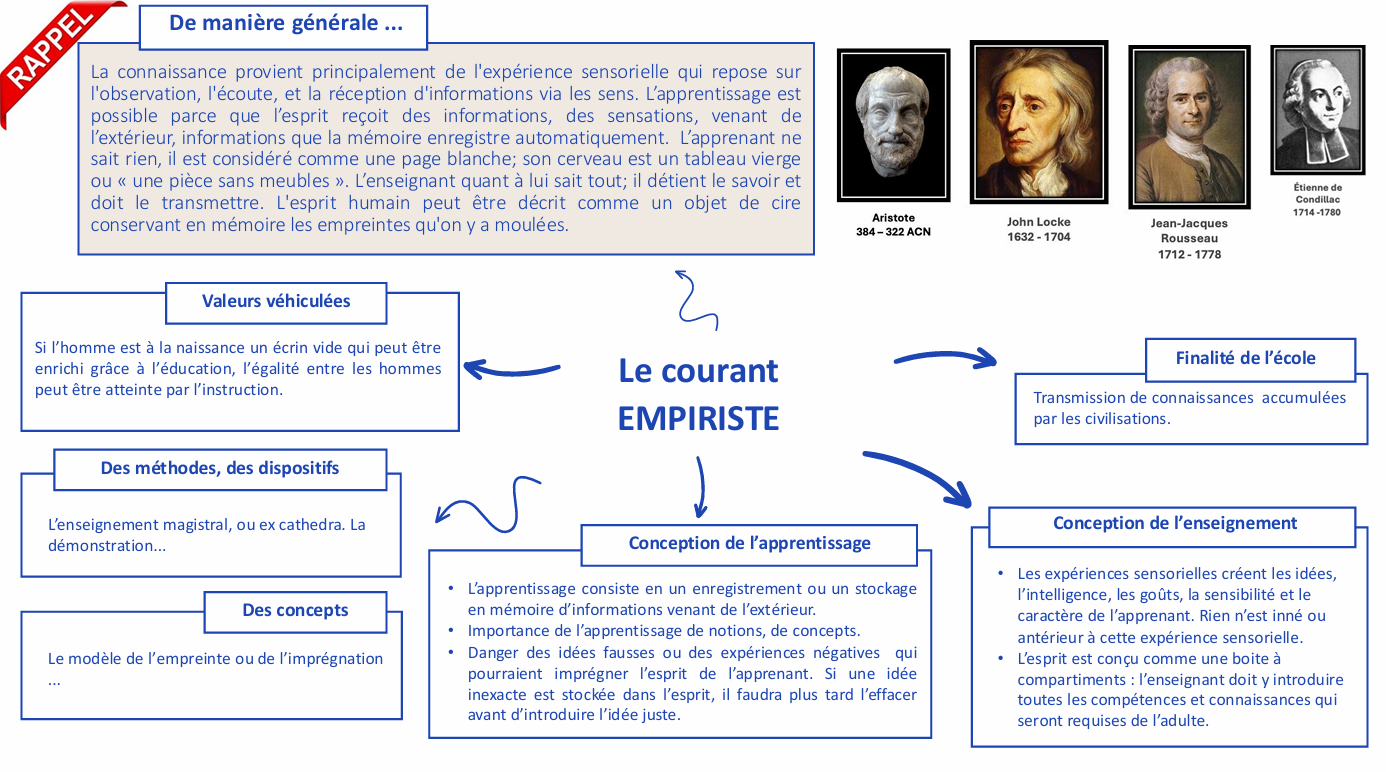 RAPPEL
De manière générale ...
La connaissance provient principalement de l'expérience sensorielle qui repose sur
l'observation, l'écoute, et la réception d'informations via les sens. L’apprentissage est
possible parce que l’esprit reçoit des informations, des sensations, venant de
l’extérieur, informations que la mémoire enregistre automatiquement. L’apprenant ne
sait rien, il est considéré comme une page blanche; son cerveau est un tableau vierge
ou « une pièce sans meubles ». L’enseignant quant à lui sait tout; il détient le savoir et
doit le transmettre. L'esprit humain peut être décrit comme un objet de cire
conservant en mémoire les empreintes qu'on y a moulées.
Aristote
384 – 322 ACN
John Locke
1632 - 1704
Jean-Jacques
Rousseau
1712 - 1778
Étienne de
Condillac
1714 -1780
Valeurs véhiculées
Si l’homme est à la naissance un écrin vide qui peut être
enrichi grâce à l’éducation, l’égalité entre les hommes
peut être atteinte par l’instruction.
Le courant
EMPIRISTE
Finalité de l’école
Transmission de connaissances accumulées
par les civilisations.
Des méthodes, des dispositifs
L’enseignement magistral, ou ex cathedra. La
démonstration...
Des concepts
Le modèle de l’empreinte ou de l’imprégnation
...
Conception de l’apprentissage
• L’apprentissage consiste en un enregistrement ou un stockage
en mémoire d’informations venant de l’extérieur.
• Importance de l’apprentissage de notions, de concepts.
• Danger des idées fausses ou des expériences négatives qui
pourraient imprégner l’esprit de l’apprenant. Si une idée
inexacte est stockée dans l’esprit, il faudra plus tard l’effacer
avant d’introduire l’idée juste.
Conception de l’enseignement
• Les expériences sensorielles créent les idées,
l’intelligence, les goûts, la sensibilité et le
caractère de l’apprenant. Rien n’est inné ou
antérieur à cette expérience sensorielle.
• L’esprit est conçu comme une boite à
compartiments : l’enseignant doit y introduire
toutes les compétences et connaissances qui
seront requises de l’adulte.